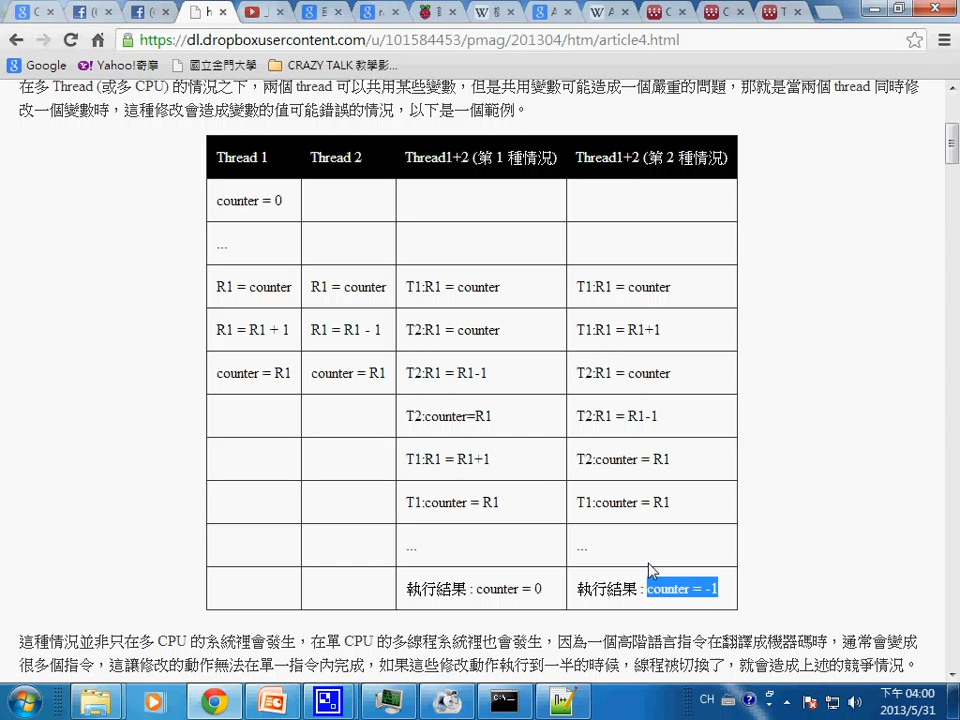 https://dl.dropboxusercontent.com/u/101584453/pmag/201304/htm/article4.html
Google Yahoo!奇摩 國立金門大學 CRAZY TALK 教學影...
在多 Thread (或多 CPU) 的情況之下，兩個 thread 可以共用某些變數，但是共用變數可能造成一個嚴重的問題，那就是當兩個 thread 同時修
改一個變數時，這種修改會造成變數的值可能錯誤的情況，以下是一個範例。
Thread 1 Thread 2 Thread1+2 (第 1 種情況) Thread1+2 (第 2 種情況)
counter = 0
...
R1 = counter R1 = counter T1:R1 = counter T1:R1 = counter
R1 = R1 + 1 R1 = R1 - 1 T2:R1 = counter T1:R1 = R1+1
counter = R1 counter = R1 T2:R1 = R1-1 T2:R1 = counter
T2:counter=R1 T2:R1 = R1-1
T1:R1 = R1+1 T2:counter = R1
T1:counter = R1 T1:counter = R1
... ...
執行結果 : counter = 0 執行結果 : counter = -1
這種情況並非只在多 CPU 的系統裡會發生，在單 CPU 的多線程系統裡也會發生，因為一個高階語言指令在翻譯成機器碼時，通常會變成
很多個指令，這讓修改的動作無法在單一指令內完成，如果這些修改動作執行到一半的時候，線程被切換了，就會造成上述的競爭情況。
CH 下午 04:00
2013/5/31